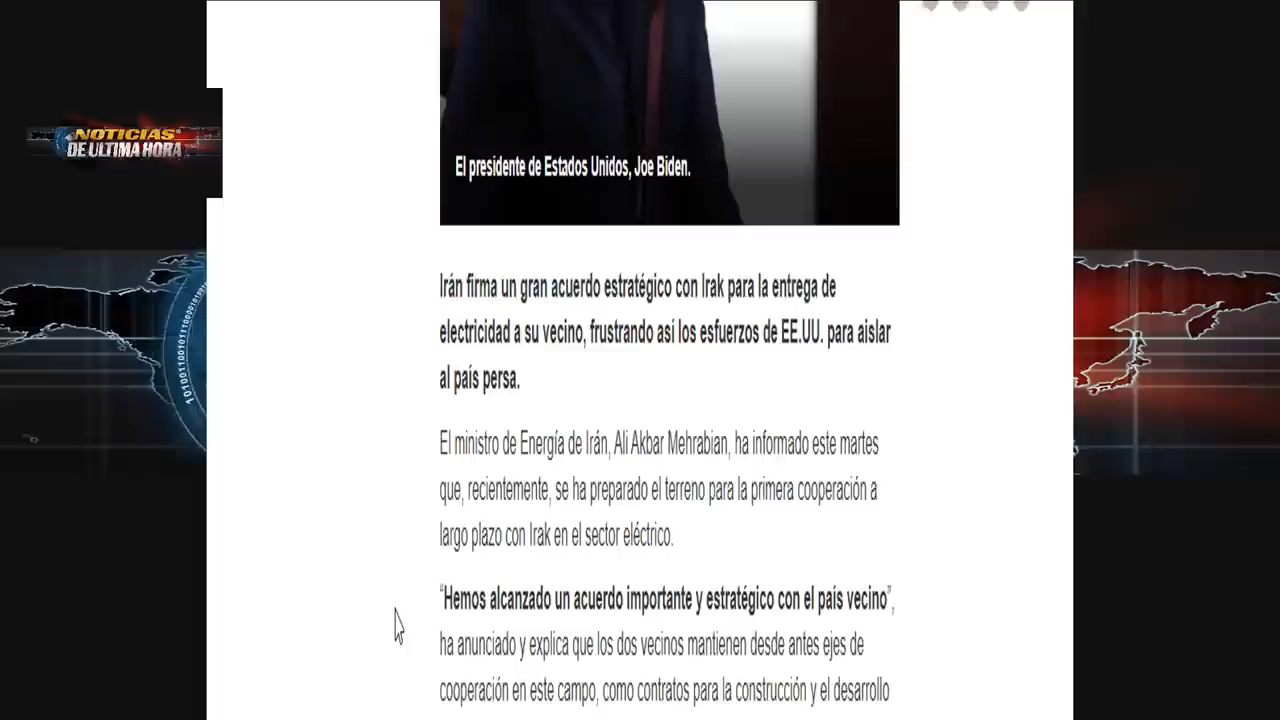 NOTICIAS
DE ULTIMA HORA
El presidente de Estados Unidos, Joe Biden.
Irán firma un gran acuerdo estratégico con Irak para la entrega de
electricidad a su vecino, frustrando así los esfuerzos de EE.UU. para aislar
al país persa.
El ministro de Energía de Irán, Ali Akbar Mehrabian, ha informado este martes
que, recientemente, se ha preparado el terreno para la primera cooperación a
largo plazo con Irak en el sector eléctrico.
“Hemos alcanzado un acuerdo importante y estratégico con el país vecino”,
ha anunciado y explica que los dos vecinos mantienen desde antes ejes de
cooperación en este campo, como contratos para la construcción y el desarrollo